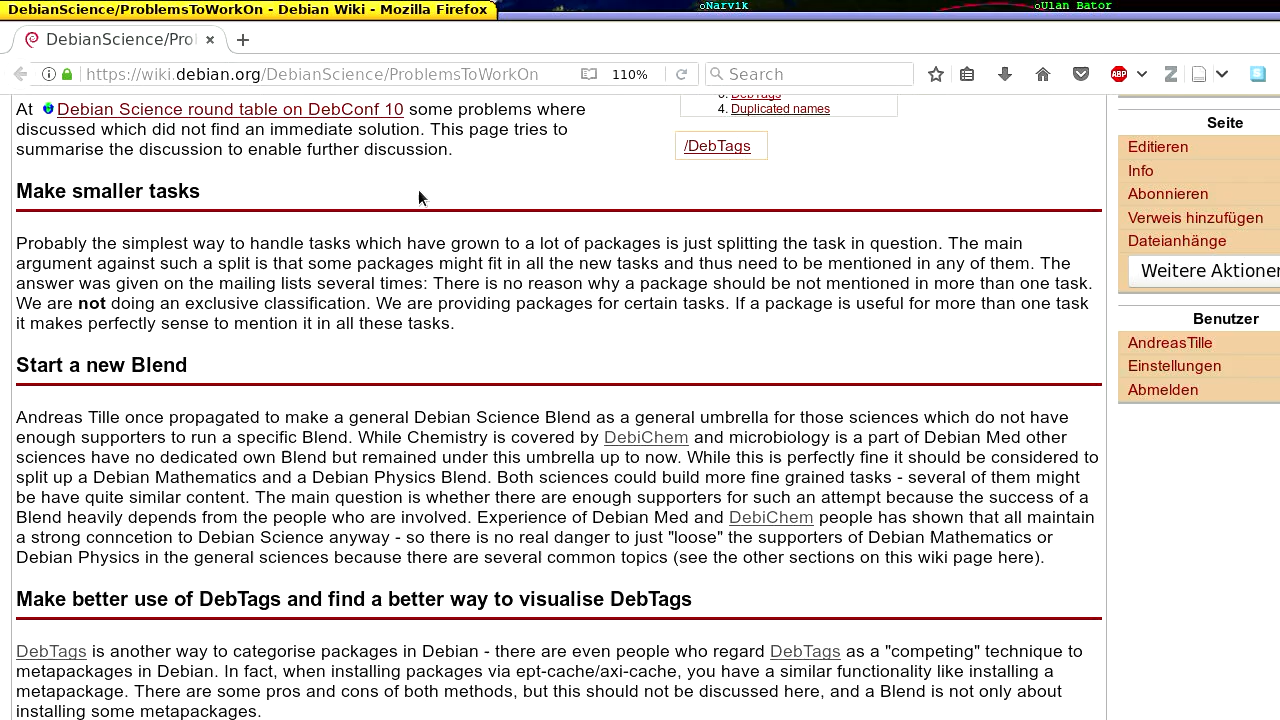 DebianScience/ProblemsToWorkOn - Debian Wiki - Mozilla Firefox
Narvik
Ulan Bator
DebianScience/Pro
https://wiki.debian.org/DebianScience/ProblemsToWorkOn
110%
Search
ABP
At Debian Science round table on DebConf 10 some problems where
discussed which did not find an immediate solution. This page tries to
summarise the discussion to enable further discussion.
3. DebTags
4. Duplicated names
/DebTags
Make smaller tasks
Probably the simplest way to handle tasks which have grown to a lot of packages is just splitting the task in question. The main
argument against such a split is that some packages might fit in all the new tasks and thus need to be mentioned in any of them. The
answer was given on the mailing lists several times: There is no reason why a package should be not mentioned in more than one task.
We are not doing an exclusive classification. We are providing packages for certain tasks. If a package is useful for more than one task
it makes perfectly sense to mention it in all these tasks.
Start a new Blend
Andreas Tille once propagated to make a general Debian Science Blend as a general umbrella for those sciences which do not have
enough supporters to run a specific Blend. While Chemistry is covered by DebiChem and microbiology is a part of Debian Med other
sciences have no dedicated own Blend but remained under this umbrella up to now. While this is perfectly fine it should be considered to
split up a Debian Mathematics and a Debian Physics Blend. Both sciences could build more fine grained tasks - several of them might
be have quite similar content. The main question is whether there are enough supporters for such an attempt because the success of a
Blend heavily depends from the people who are involved. Experience of Debian Med and DebiChem people has shown that all maintain
a strong conncetion to Debian Science anyway - so there is no real danger to just "loose" the supporters of Debian Mathematics or
Debian Physics in the general sciences because there are several common topics (see the other sections on this wiki page here).
Make better use of DebTags and find a better way to visualise DebTags
DebTags is another way to categorise packages in Debian - there are even people who regard DebTags as a "competing" technique to
metapackages in Debian. In fact, when installing packages via ept-cache/axi-cache, you have a similar functionality like installing a
metapackage. There are some pros and cons of both methods, but this should not be discussed here, and a Blend is not only about
installing some metapackages.
Seite
Editieren
Info
Abonnieren
Verweis hinzufügen
Dateianhänge
Weitere Aktionen
Benutzer
AndreasTille
Einstellungen
Abmelden